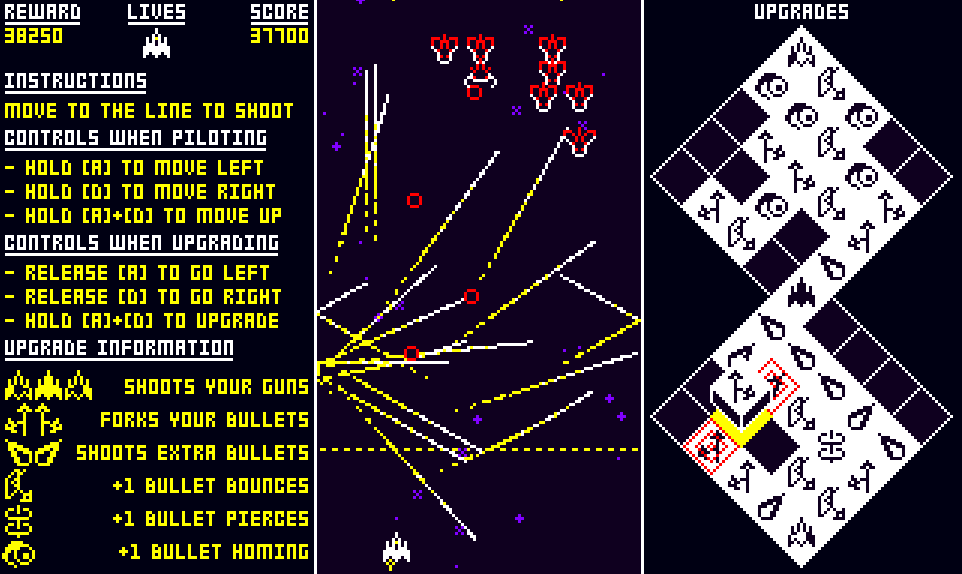 REWARD LIVES SCORE
38250 37700
INSTRUCTIONS
MOVE TO THE LINE TO SHOOT
CONTROLS WHEN PILOTING
- HOLD [A] TO MOVE LEFT
- HOLD [D] TO MOVE RIGHT
- HOLD [A]+[D] TO MOVE UP
CONTROLS WHEN UPGRADING
- RELEASE [A] TO GO LEFT
- RELEASE [D] TO GO RIGHT
- HOLD [A]+[D] TO UPGRADE
UPGRADE INFORMATION
SHOOTS YOUR GUNS
FORKS YOUR BULLETS
SHOOTS EXTRA BULLETS
+1 BULLET BOUNCES
+1 BULLET PIERCES
+1 BULLET HOMING
UPGRADES